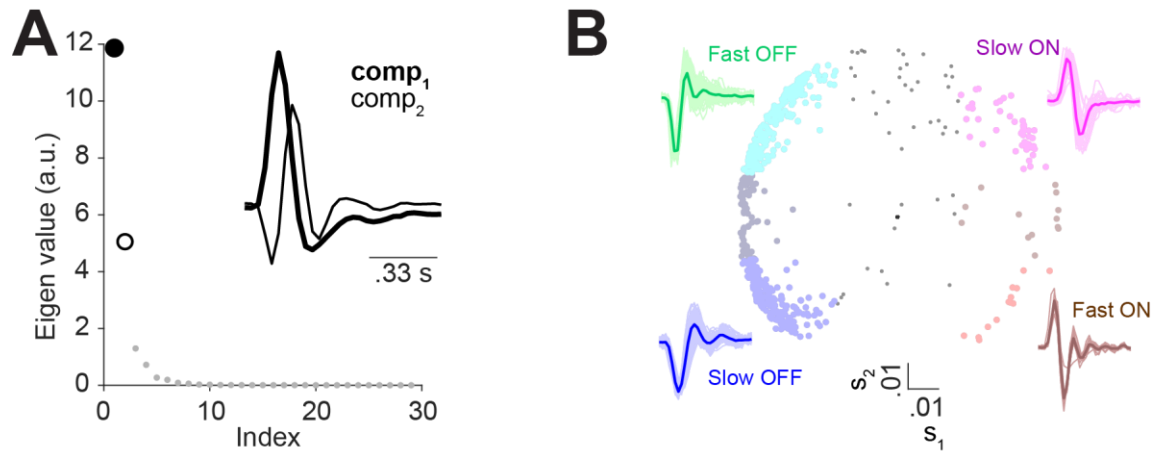 A
Eigen value (a.u.)
12
10
8
6
4
2
0
0
10
20
30
Index
comp1
comp2
.33 s
B
Fast OFF
Slow ON
Slow OFF
Fast ON
s2
.01
.01
s1